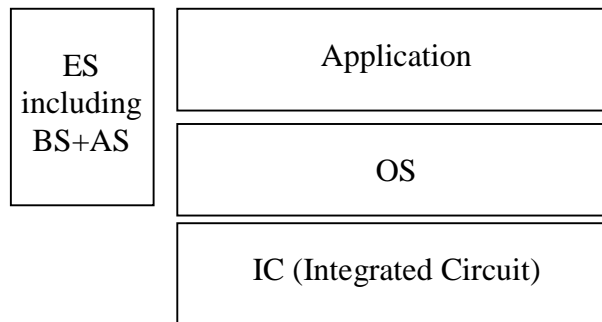 ES
including
BS+AS
Application
OS
IC (Integrated Circuit)